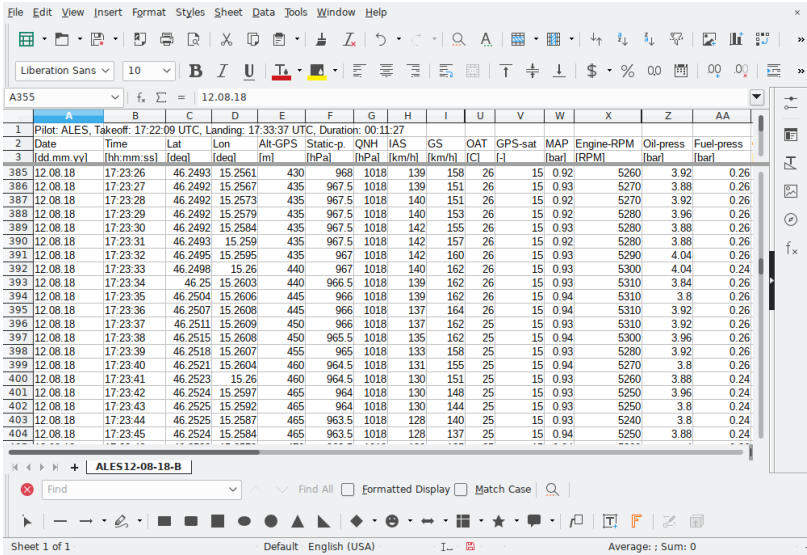 File Edit View Insert Format Styles Sheet Data Tools Window Help
Liberation Sans 10 B I U
A355 fx Σ = 12.08.18
A B C D E F G H I U V W X Z AA
1 Pilot: ALES, Takeoff: 17:22:09 UTC, Landing: 17:33:37 UTC, Duration: 00:11:27
2 Date Time Lat Lon Alt-GPS Static-p. QNH IAS GS OAT GPS-sat MAP Engine-RPM Oil-press Fuel-press
3 [dd.mm.yy] [hh:mm:ss] [deg] [deg] [m] [hPa] [hPa] [km/h] [km/h] [C] [-] [bar] [RPM] [bar] [bar]
385 12.08.18 17:23:26 46.2493 15.2561 430 968 1018 139 158 26 15 0.92 5260 3.92 0.26
386 12.08.18 17:23:27 46.2492 15.2567 435 967.5 1018 139 151 26 15 0.93 5270 3.88 0.26
387 12.08.18 17:23:28 46.2492 15.2573 435 967.5 1018 140 151 26 15 0.92 5270 3.92 0.26
388 12.08.18 17:23:29 46.2492 15.2579 435 967.5 1018 140 153 26 15 0.92 5280 3.96 0.26
389 12.08.18 17:23:30 46.2492 15.2584 435 967.5 1018 142 155 26 15 0.93 5280 3.88 0.26
390 12.08.18 17:23:31 46.2493 15.259 435 967.5 1018 142 157 26 15 0.92 5280 3.88 0.26
391 12.08.18 17:23:32 46.2495 15.2595 435 967 1018 142 160 26 15 0.93 5290 4.04 0.26
392 12.08.18 17:23:33 46.2498 15.26 440 967 1018 140 162 26 15 0.93 5300 4.04 0.24
393 12.08.18 17:23:34 46.25 15.2603 440 966.5 1018 139 162 26 15 0.93 5310 3.84 0.26
394 12.08.18 17:23:35 46.2504 15.2606 445 966 1018 139 162 26 15 0.94 5310 3.8 0.26
395 12.08.18 17:23:36 46.2507 15.2608 445 966 1018 137 164 26 15 0.94 5310 3.92 0.26
396 12.08.18 17:23:37 46.2511 15.2609 450 966 1018 137 162 26 15 0.93 5310 3.92 0.26
397 12.08.18 17:23:38 46.2515 15.2608 450 965.5 1018 135 162 26 15 0.94 5300 3.96 0.26
398 12.08.18 17:23:39 46.2518 15.2607 455 965 1018 133 158 25 15 0.93 5280 3.92 0.26
399 12.08.18 17:23:40 46.2521 15.2604 460 964.5 1018 131 155 25 15 0.94 5270 3.8 0.26
400 12.08.18 17:23:41 46.2523 15.26 460 964.5 1018 130 151 25 15 0.93 5260 3.88 0.24
401 12.08.18 17:23:42 46.2524 15.2597 465 964 1018 130 148 25 15 0.93 5250 3.96 0.24
402 12.08.18 17:23:43 46.2525 15.2592 465 964 1018 130 144 25 15 0.93 5250 3.8 0.24
403 12.08.18 17:23:44 46.2525 15.2587 465 963.5 1018 128 140 25 15 0.93 5240 3.8 0.24
404 12.08.18 17:23:45 46.2524 15.2584 465 963.5 1018 128 137 25 15 0.94 5250 3.88 0.24
ALES12-08-18-B
Find Find All Formatted Display Match Case
Sheet 1 of 1 Default English (USA) Average: ; Sum: 0